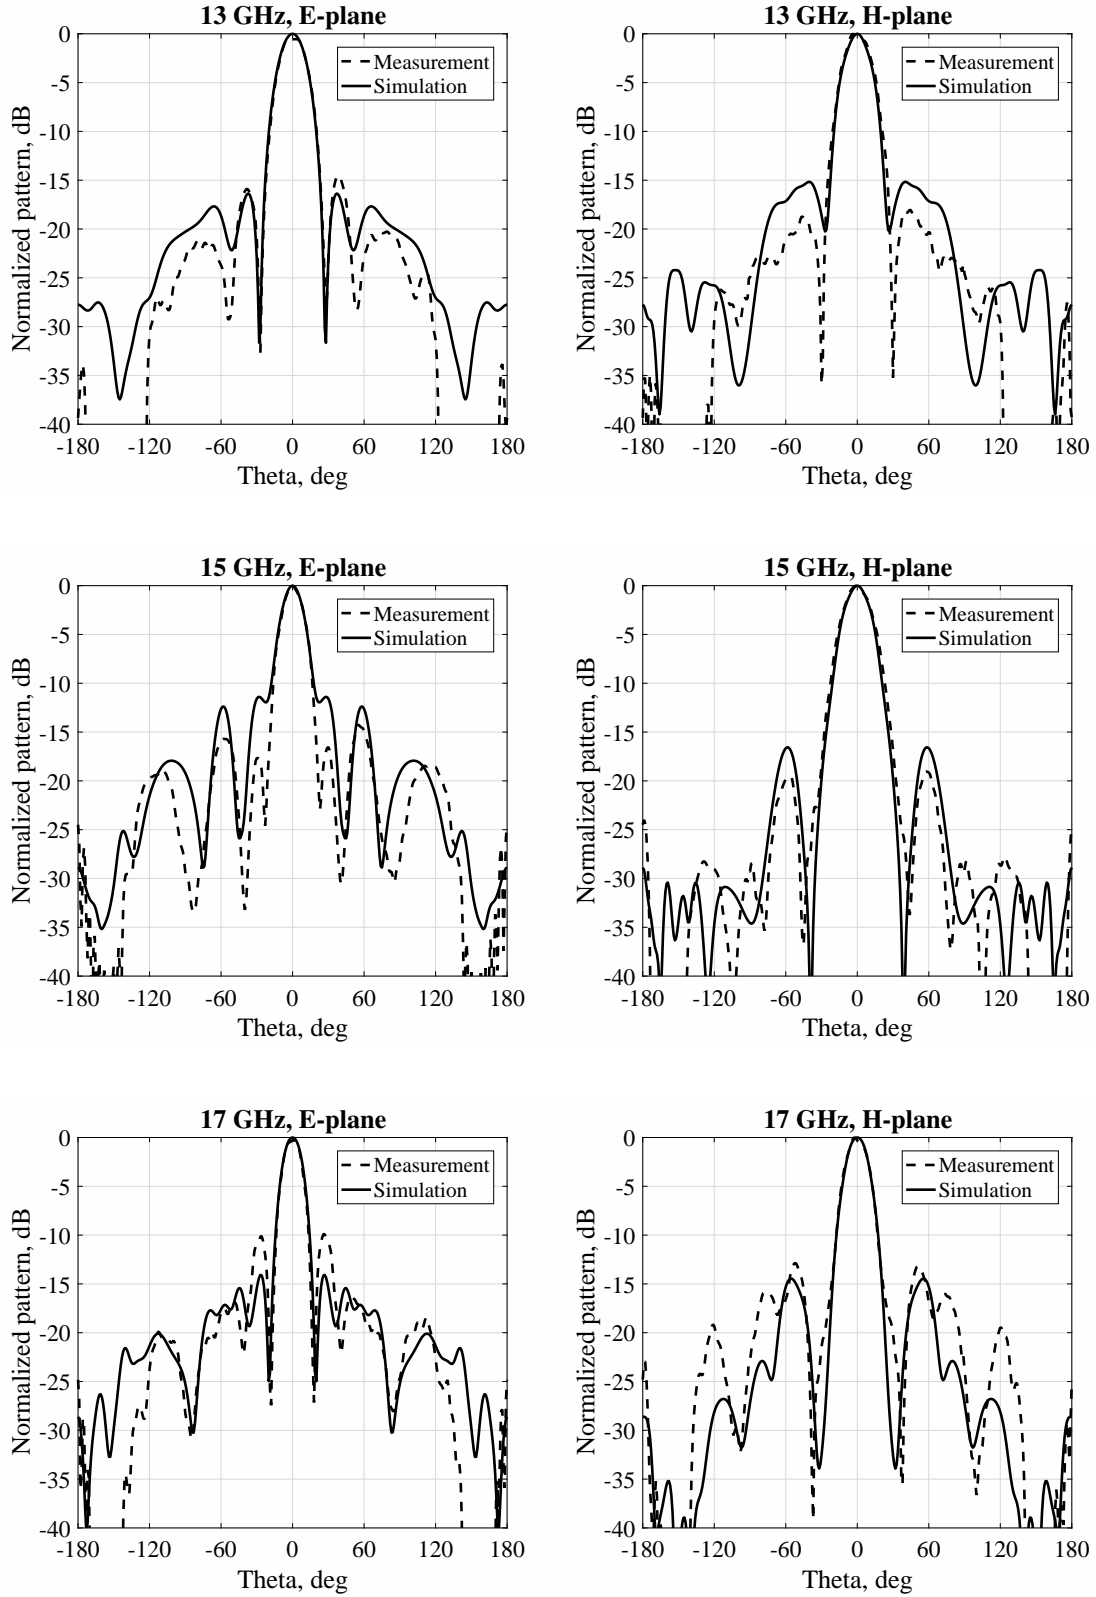 13 GHz, E-plane
0
-5
-10
-15
-20
-25
-30
-35
-40
Normalized pattern, dB
Measurement
Simulation
-180 -120 -60 0 60 120 180
Theta, deg
13 GHz, H-plane
0
-5
-10
-15
-20
-25
-30
-35
-40
Normalized pattern, dB
Measurement
Simulation
-180 -120 -60 0 60 120 180
Theta, deg
15 GHz, E-plane
0
-5
-10
-15
-20
-25
-30
-35
-40
Normalized pattern, dB
Measurement
Simulation
-180 -120 -60 0 60 120 180
Theta, deg
15 GHz, H-plane
0
-5
-10
-15
-20
-25
-30
-35
-40
Normalized pattern, dB
Measurement
Simulation
-180 -120 -60 0 60 120 180
Theta, deg
17 GHz, E-plane
0
-5
-10
-15
-20
-25
-30
-35
-40
Normalized pattern, dB
Measurement
Simulation
-180 -120 -60 0 60 120 180
Theta, deg
17 GHz, H-plane
0
-5
-10
-15
-20
-25
-30
-35
-40
Normalized pattern, dB
Measurement
Simulation
-180 -120 -60 0 60 120 180
Theta, deg